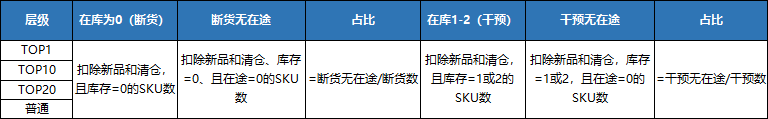 层级 在库为0（断货） 断货无在途 占比 在库1-2（干预） 干预无在途 占比
TOP1
TOP10
TOP20
普通
扣除新品和清仓，
且库存=0的SKU数
扣除新品和清仓、库存
=0、且在途=0的SKU
数
=断货无在途/断货数
扣除新品和清仓，
且库存=1或2的
SKU数
扣除新品和清仓，库存
=1或2，且在途=0的
SKU数
=干预无在途/干预数